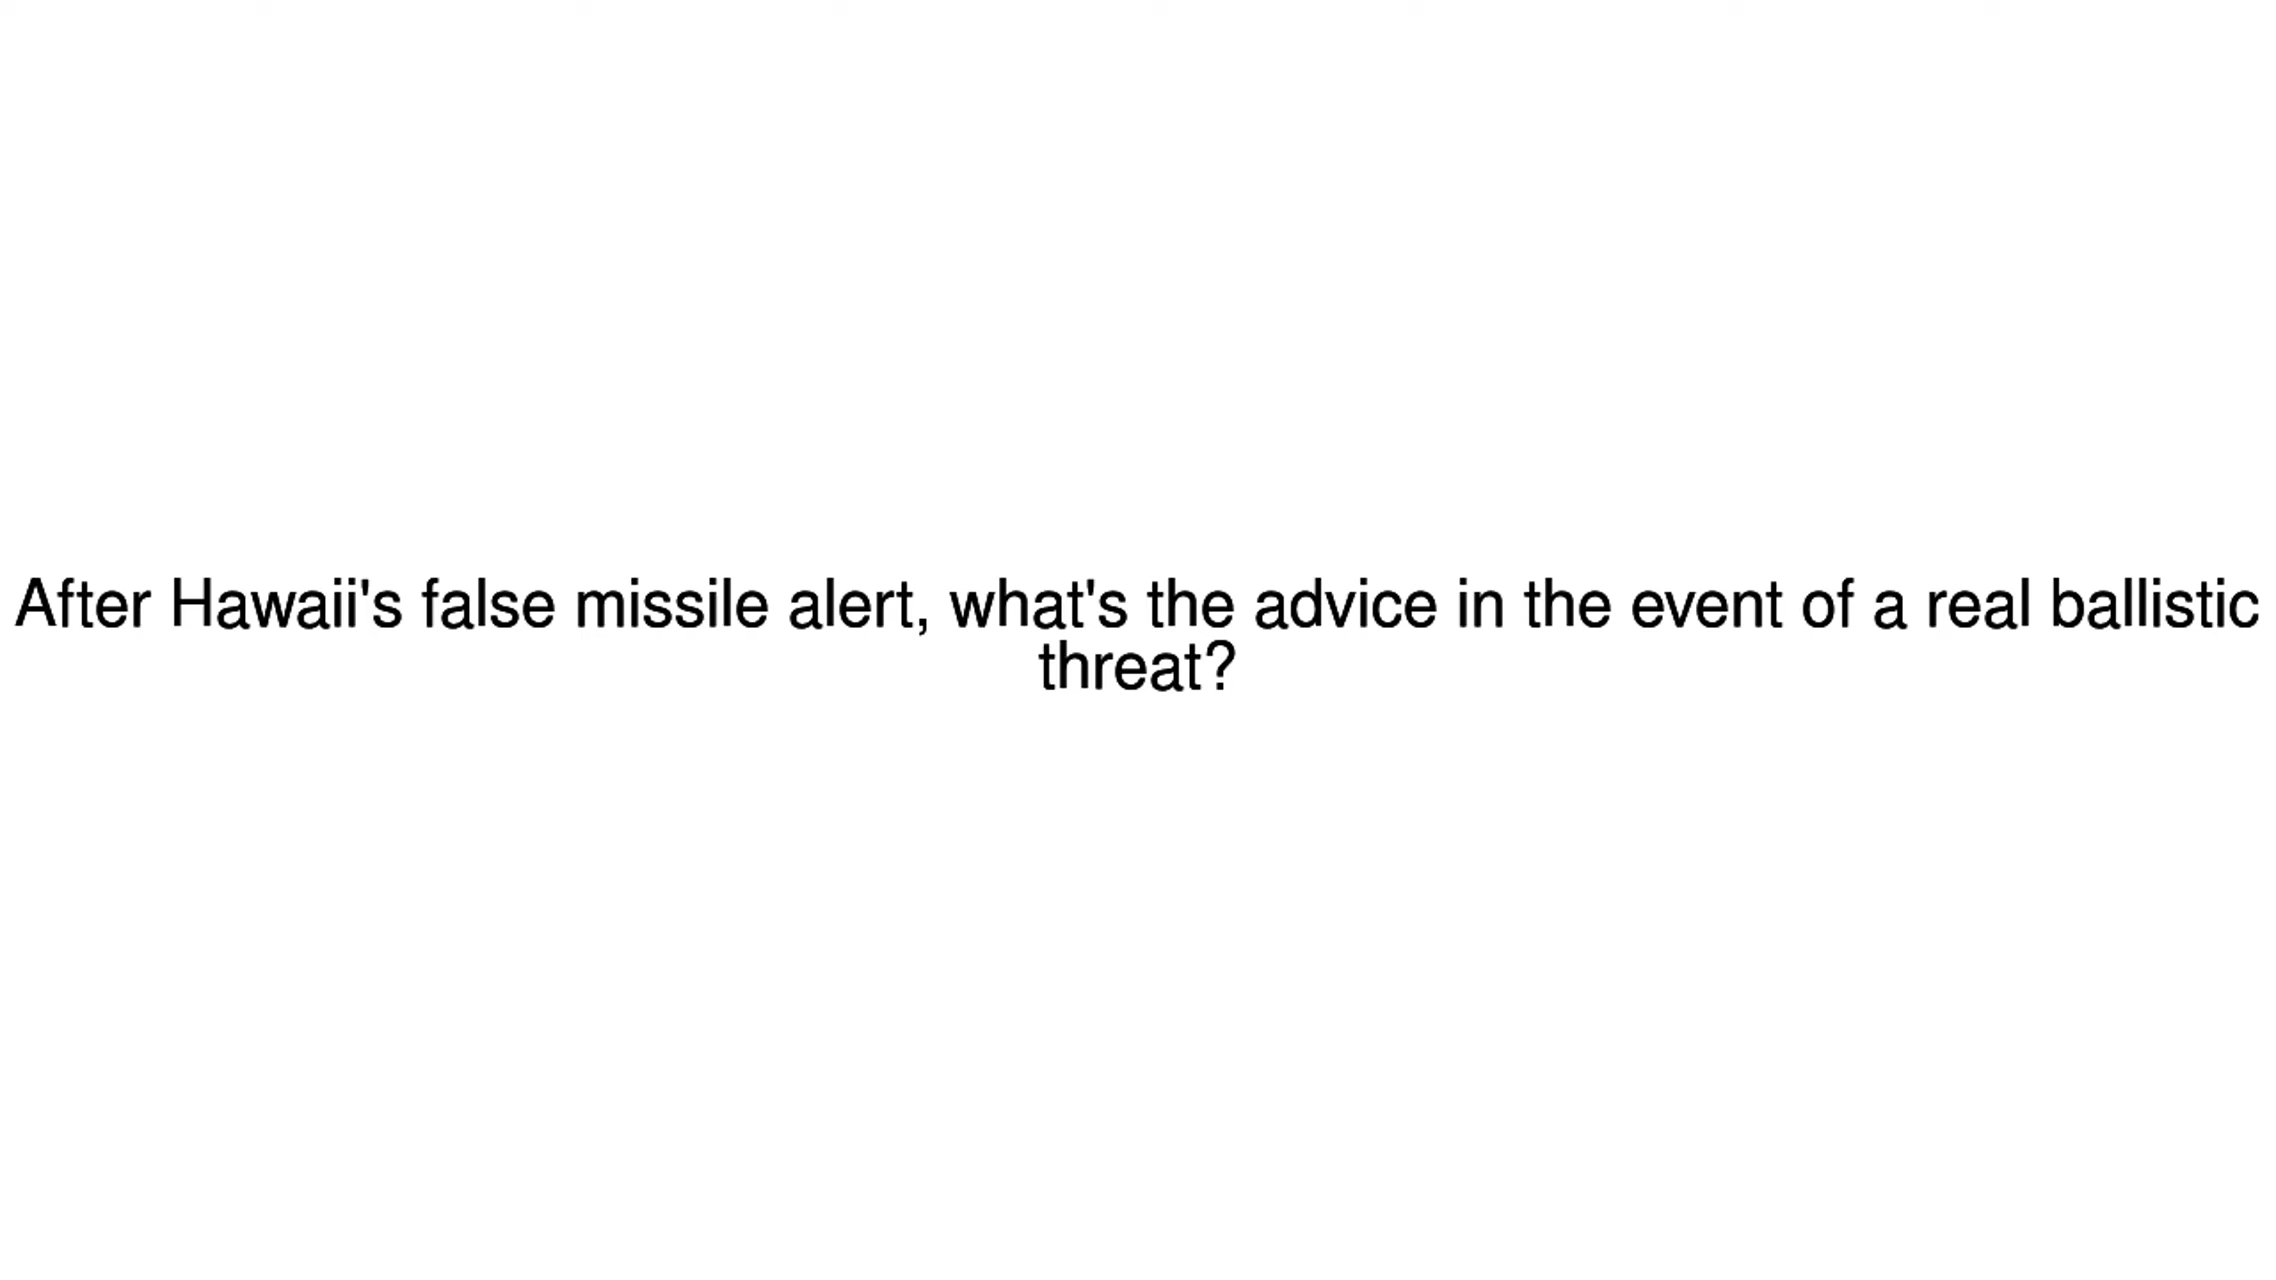 After Hawaii's false missile alert, what's the advice in the event of a real ballistic
threat?